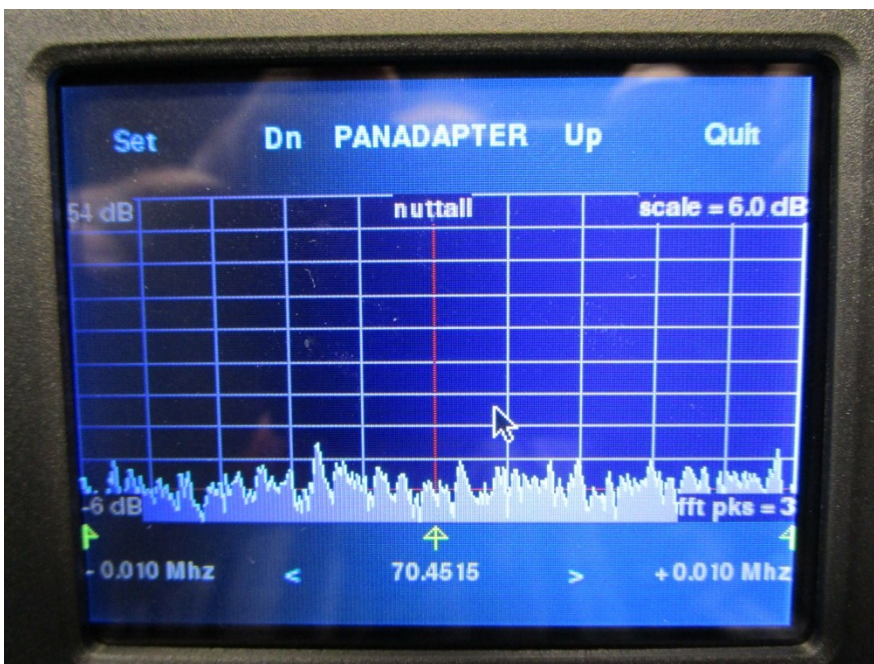 Set Dn PANADAPTER Up Quit
54 dB nuttall scale = 6.0 dB
-6 dB fft pks = 3
- 0.010 Mhz < 70.4515 > +0.010 Mhz